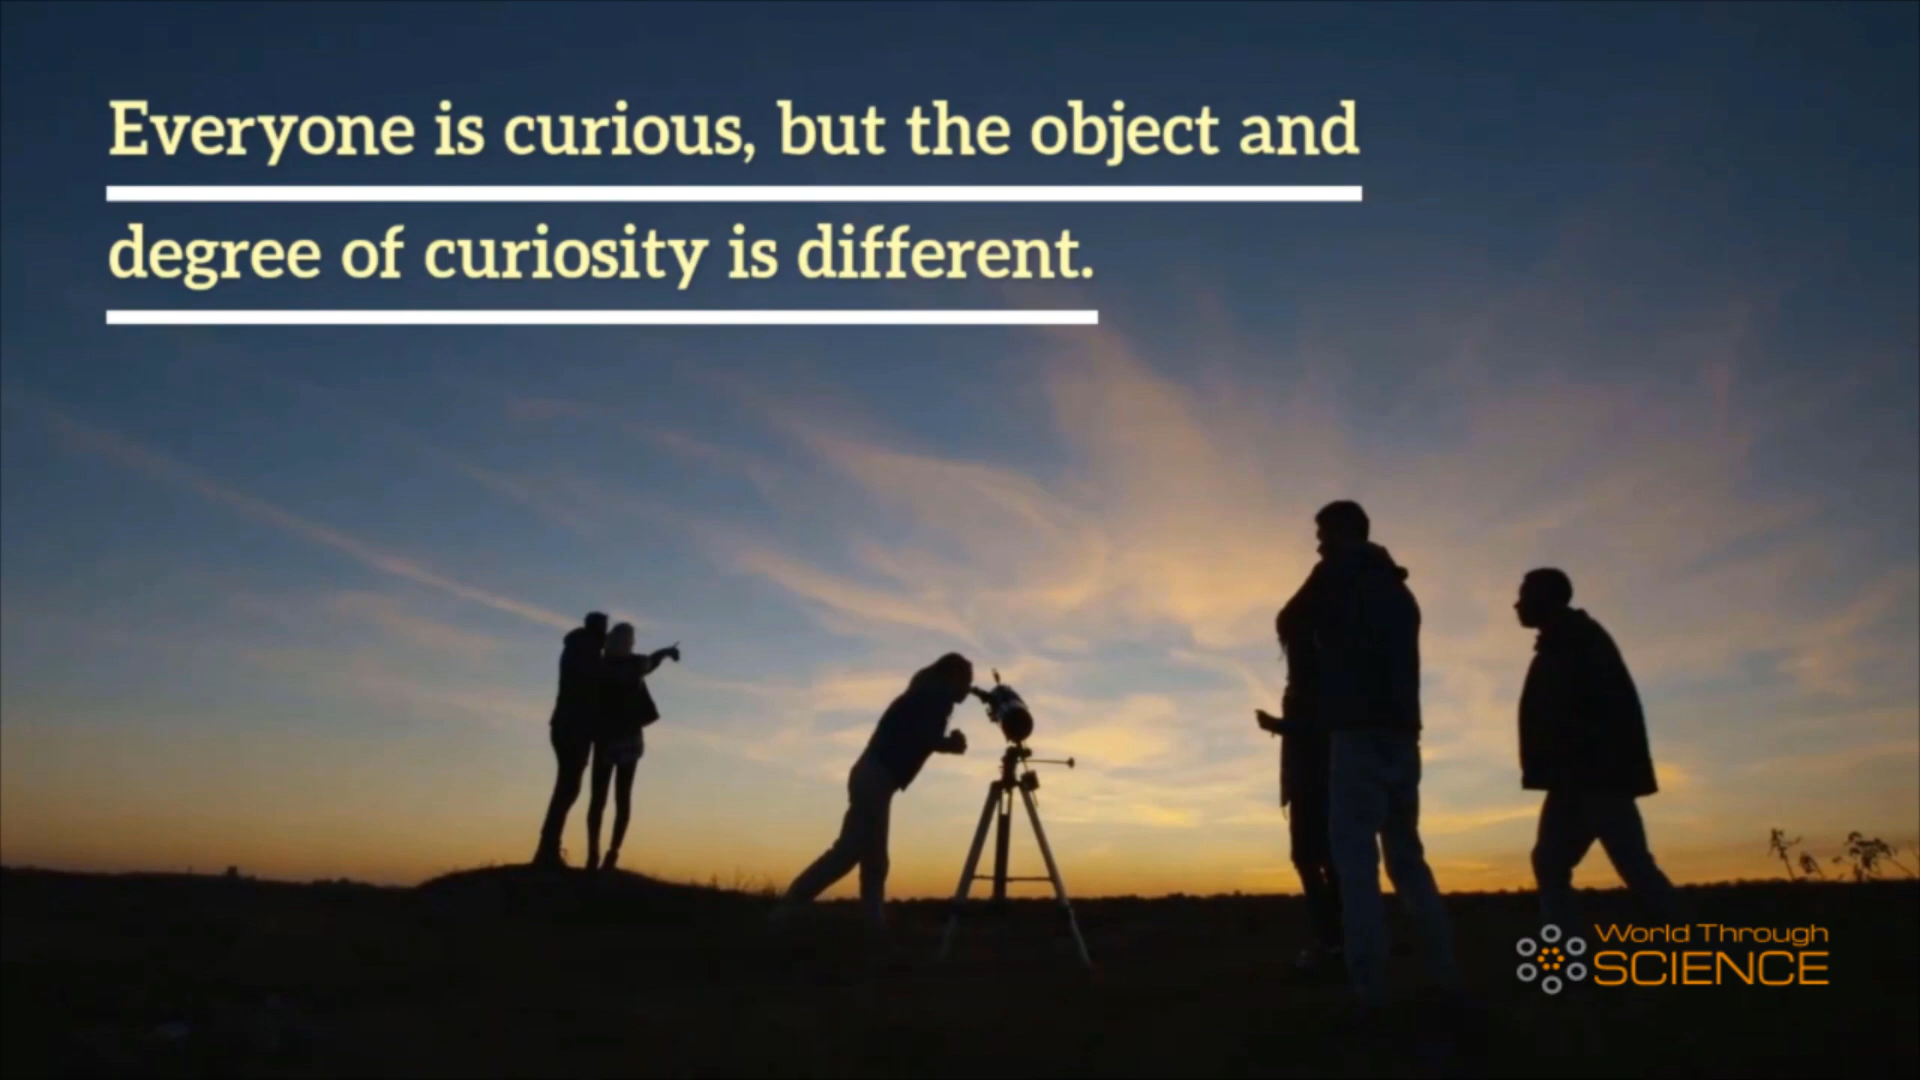 Everyone is curious, but the object and
degree of curiosity is different.
World Through
SCIENCE